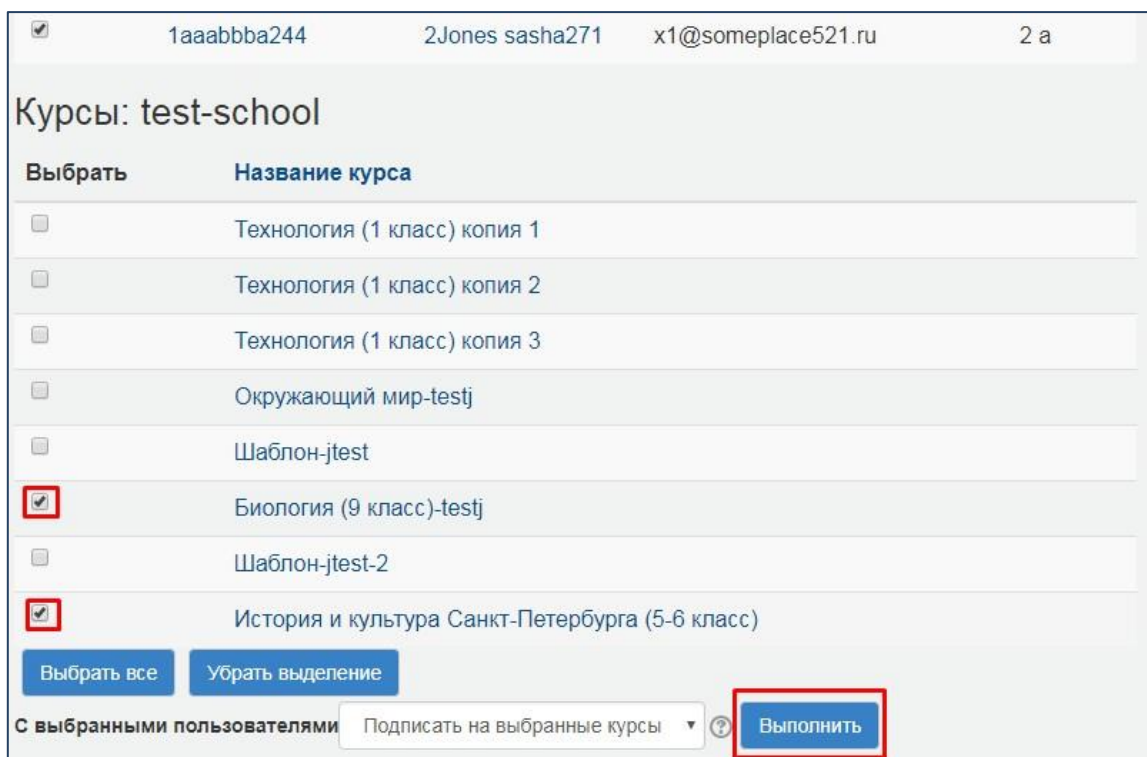 1aaabbba244 2Jones sasha271 x1@someplace521.ru 2 а
Курсы: test-school
Выбрать Название курса
Технология (1 класс) копия 1
Технология (1 класс) копия 2
Технология (1 класс) копия 3
Окружающий мир-testj
Шаблон-jtest
Биология (9 класс)-testj
Шаблон-jtest-2
История и культура Санкт-Петербурга (5-6 класс)
Выбрать все Убрать выделение
С выбранными пользователями Подписать на выбранные курсы ? Выполнить